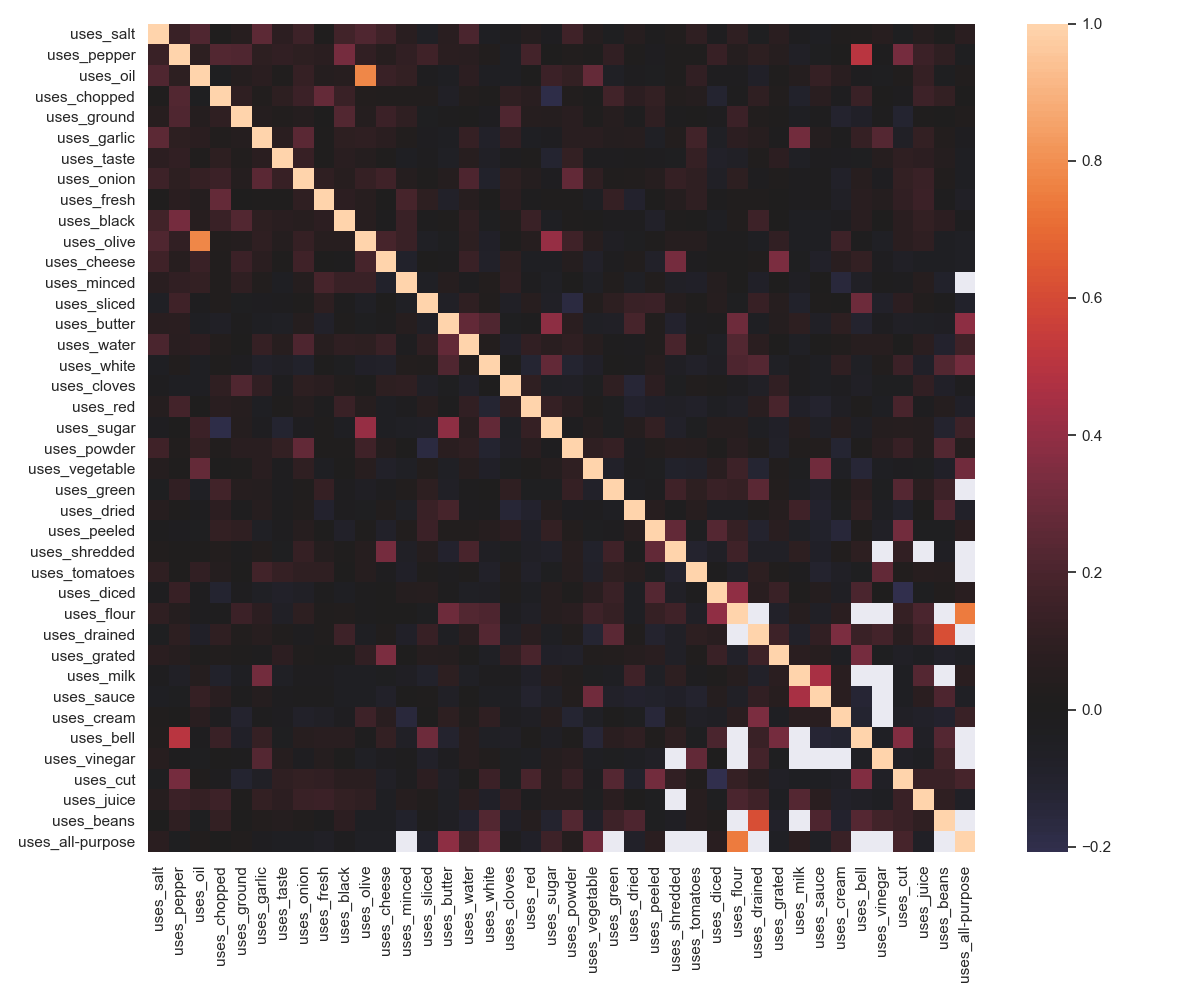 uses_salt
uses_pepper
uses_oil
uses_chopped
uses_ground
uses_garlic
uses_taste
uses_onion
uses_fresh
uses_black
uses_olive
uses_cheese
uses_minced
uses_sliced
uses_butter
uses_water
uses_white
uses_cloves
uses_red
uses_sugar
uses_powder
uses_vegetable
uses_green
uses_dried
uses_peeled
uses_shredded
uses_tomatoes
uses_diced
uses_flour
uses_drained
uses_grated
uses_milk
uses_sauce
uses_cream
uses_bell
uses_vinegar
uses_cut
uses_juice
uses_beans
uses_all-purpose
uses_salt
uses_pepper
uses_oil
uses_chopped
uses_ground
uses_garlic
uses_taste
uses_onion
uses_fresh
uses_black
uses_olive
uses_cheese
uses_minced
uses_sliced
uses_butter
uses_water
uses_white
uses_cloves
uses_red
uses_sugar
uses_powder
uses_vegetable
uses_green
uses_dried
uses_peeled
uses_shredded
uses_tomatoes
uses_diced
uses_flour
uses_drained
uses_grated
uses_milk
uses_sauce
uses_cream
uses_bell
uses_vinegar
uses_cut
uses_juice
uses_beans
uses_all-purpose
1.0
0.8
0.6
0.4
0.2
0.0
−0.2